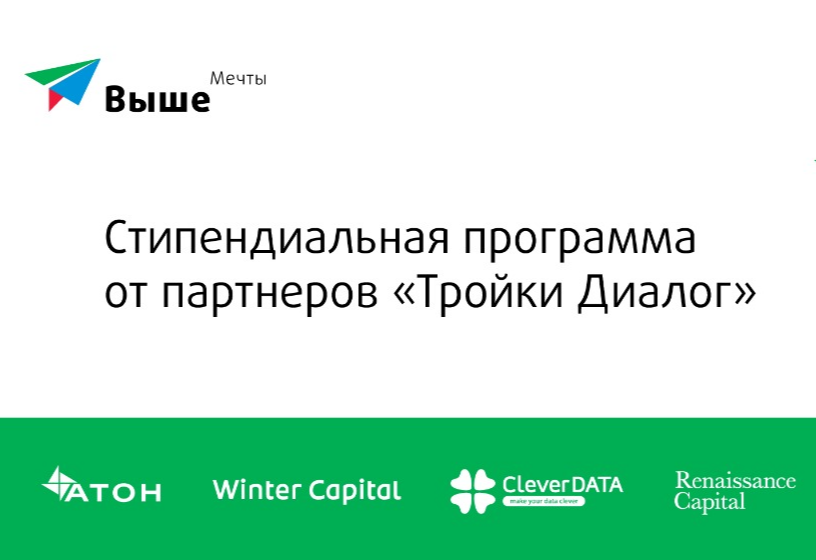 Мечты
Выше
Стипендиальная программа
от партнеров «Тройки Диалог»
АТОН
Winter Capital
CleverDATA
make your data clever
Renaissance
Capital